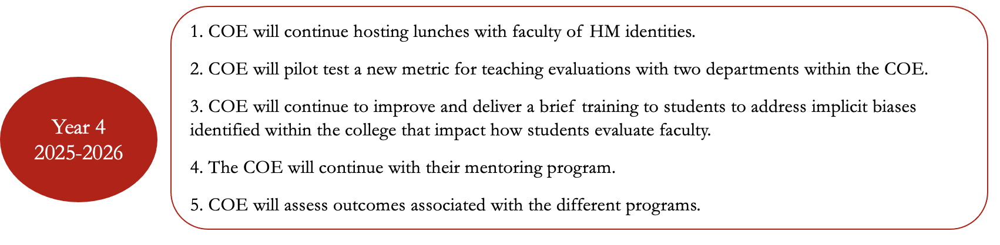 Year 4
2025-2026
1. COE will continue hosting lunches with faculty of HM identities.
2. COE will pilot test a new metric for teaching evaluations with two departments within the COE.
3. COE will continue to improve and deliver a brief training to students to address implicit biases
identified within the college that impact how students evaluate faculty.
4. The COE will continue with their mentoring program.
5. COE will assess outcomes associated with the different programs.